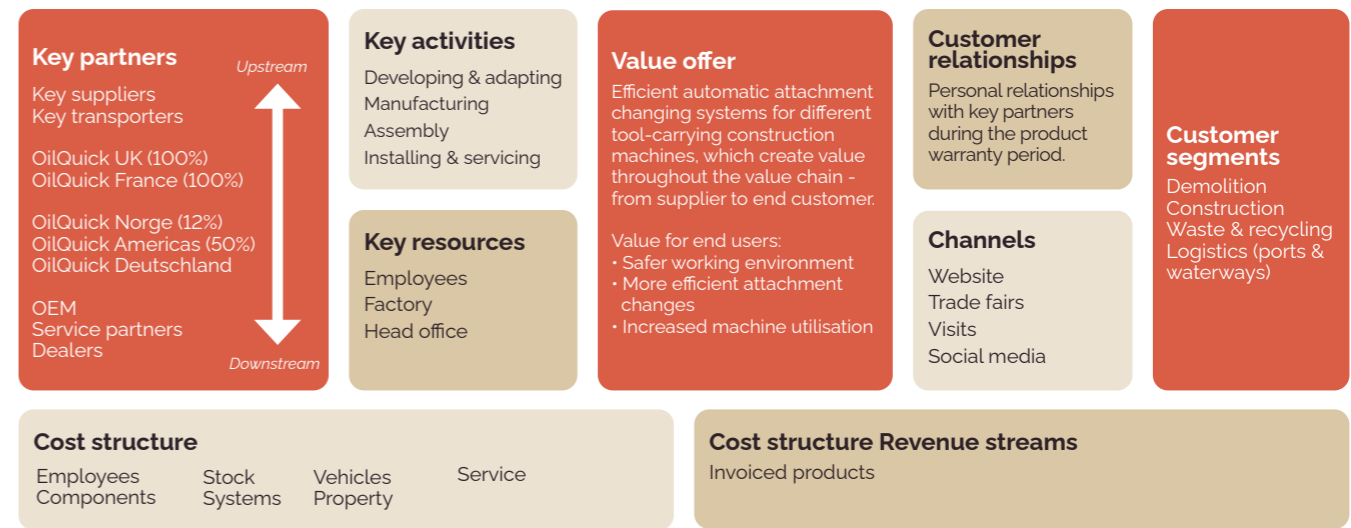 Key partners
Upstream
Key suppliers
Key transporters
OilQuick UK (100%)
OilQuick France (100%)
OilQuick Norge (12%)
OilQuick Americas (50%)
OilQuick Deutschland
OEM
Service partners
Dealers
Downstream
Key activities
Developing & adapting
Manufacturing
Assembly
Installing & servicing
Key resources
Employees
Factory
Head office
Value offer
Efficient automatic attachment
changing systems for different
tool-carrying construction
machines, which create value
throughout the value chain -
from supplier to end customer.
Value for end users:
• Safer working environment
• More efficient attachment
changes
• Increased machine utilisation
Customer
relationships
Personal relationships
with key partners
during the product
warranty period.
Channels
Website
Trade fairs
Visits
Social media
Customer
segments
Demolition
Construction
Waste & recycling
Logistics (ports &
waterways)
Cost structure
Employees
Components
Stock
Systems
Vehicles
Property
Service
Cost structure Revenue streams
Invoiced products